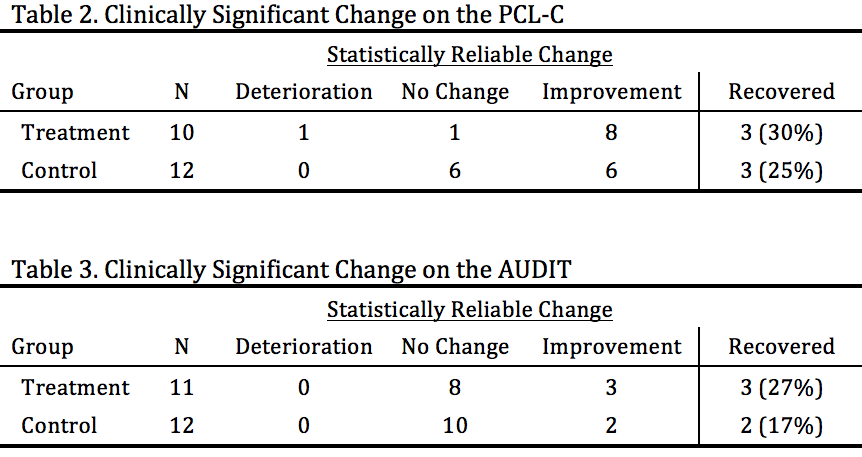 Table 2. Clinically Significant Change on the PCL-C
Statistically Reliable Change
Group N Deterioration No Change Improvement Recovered
Treatment 10 1 1 8 3 (30%)
Control 12 0 6 6 3 (25%)
Table 3. Clinically Significant Change on the AUDIT
Statistically Reliable Change
Group N Deterioration No Change Improvement Recovered
Treatment 11 0 8 3 3 (27%)
Control 12 0 10 2 2 (17%)